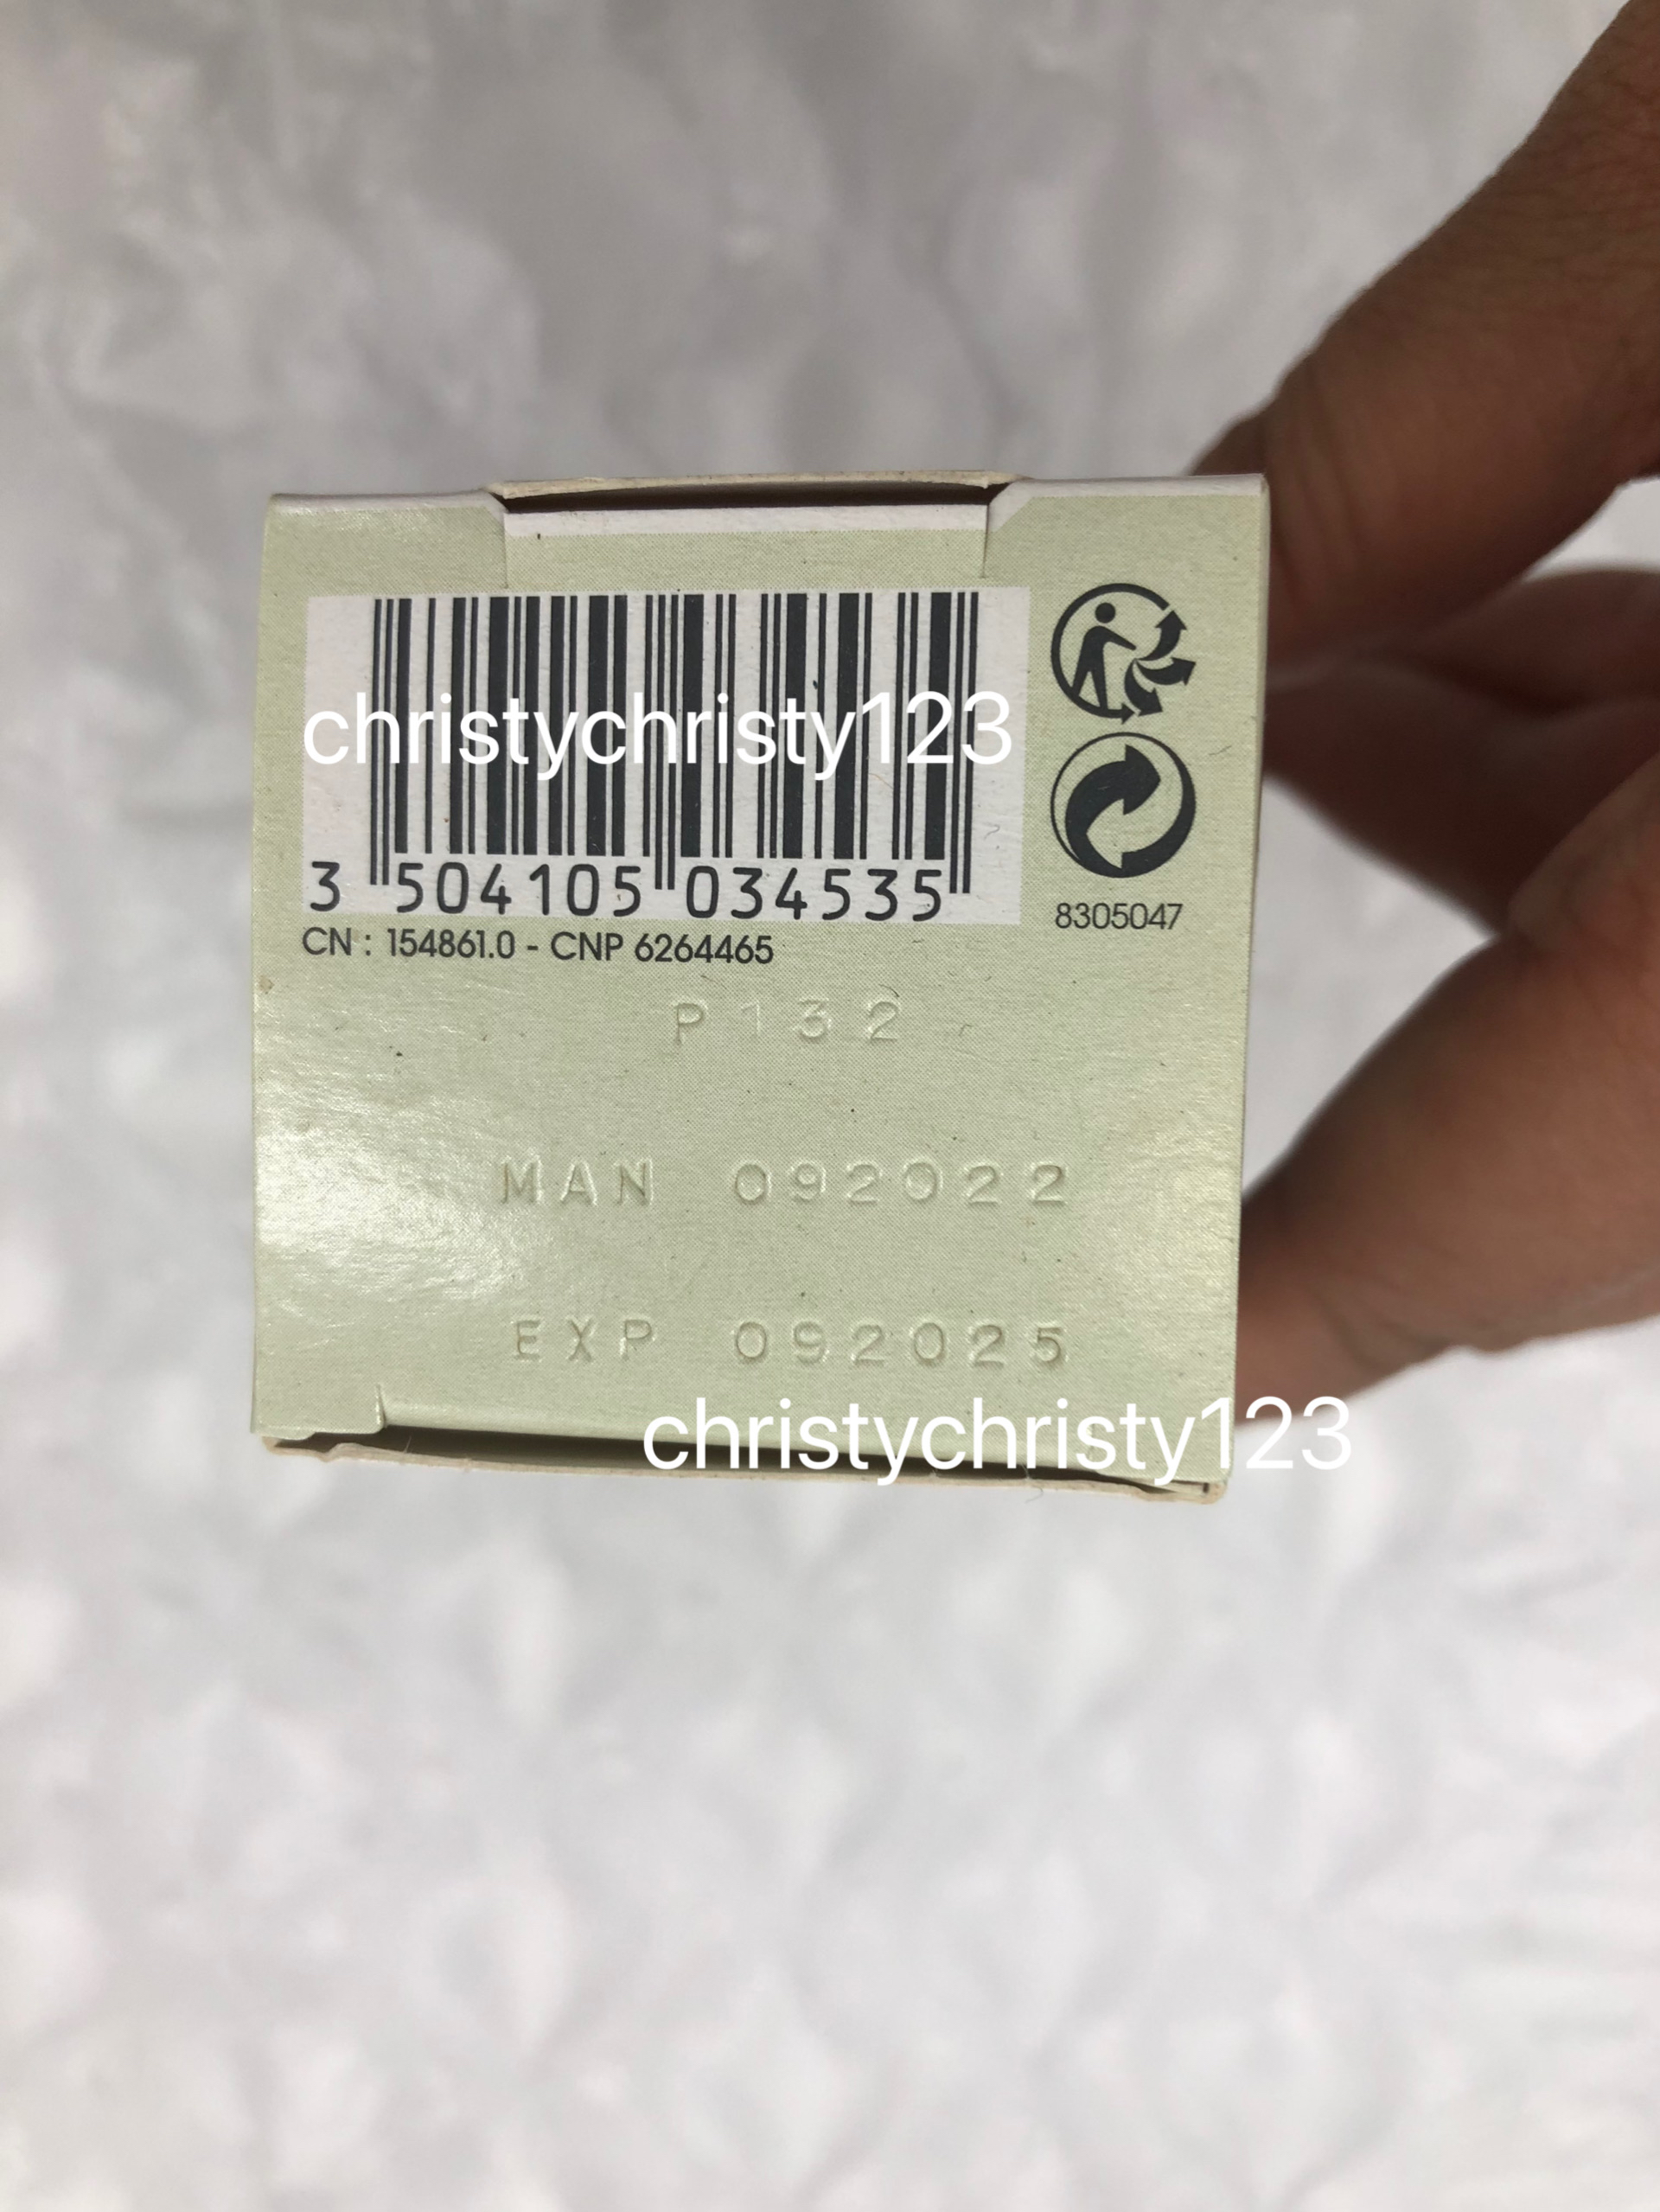 christychristy123
3 504105 034535
8305047
CN : 154861.0 - CNP 6264465
P132
MAN 092022
EXP 092025
christychristy123